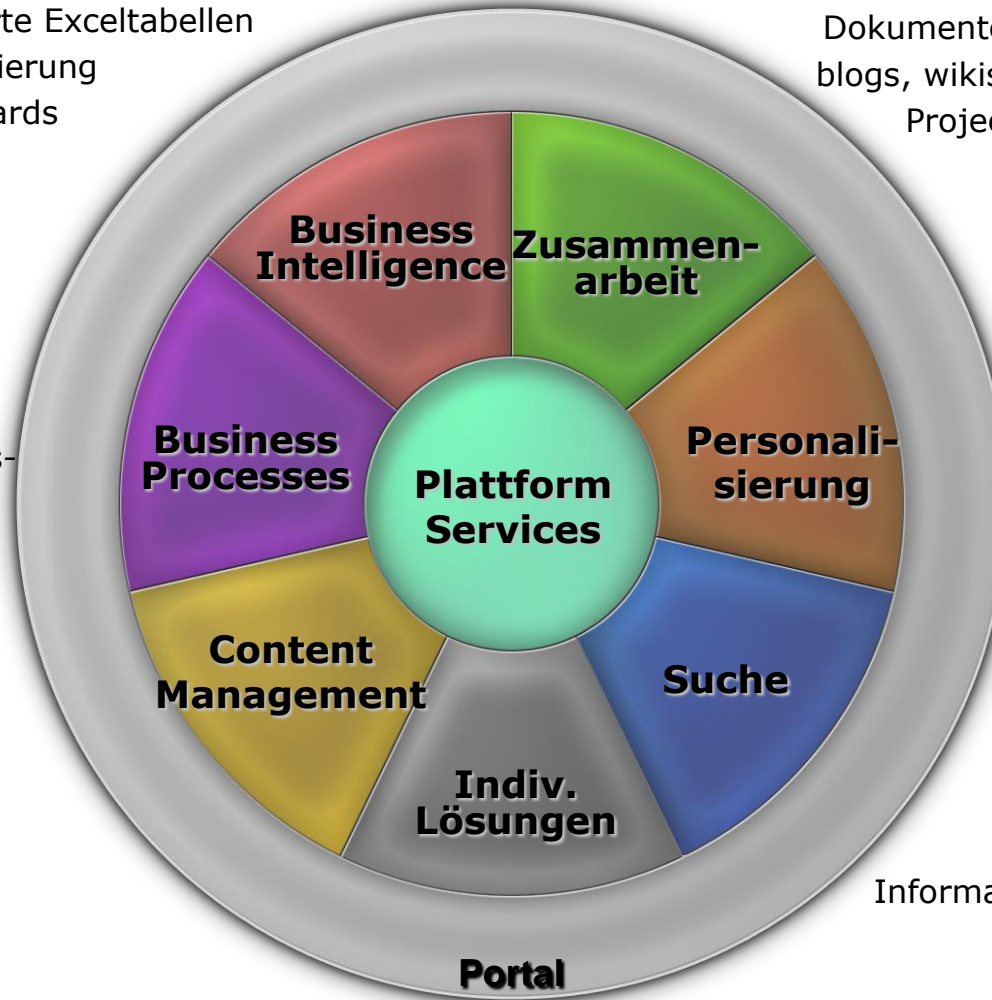 te Exceltabellen
ierung
ards
Dokumente
blogs, wikis
Projec
Business
Intelligence
Zusammen-
arbeit
Business
Processes
s-
Personali-
sierung
Plattform
Services
Content
Management
Suche
Indiv.
Lösungen
Informa
Portal